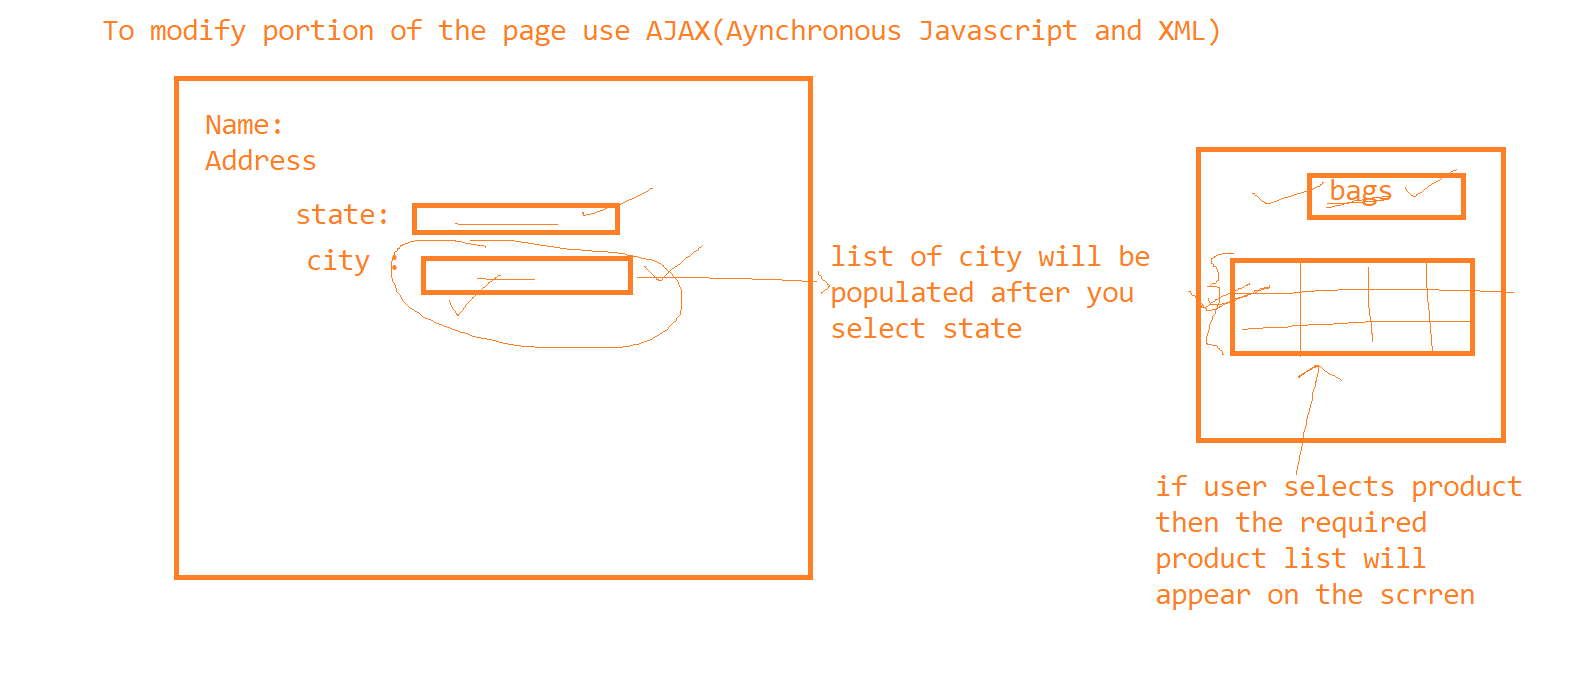 To modify portion of the page use AJAX(Aynchronous Javascript and XML)
Name:
Address
state:
city :
list of city will be
populated after you
select state
bags
if user selects product
then the required
product list will
appear on the scrren